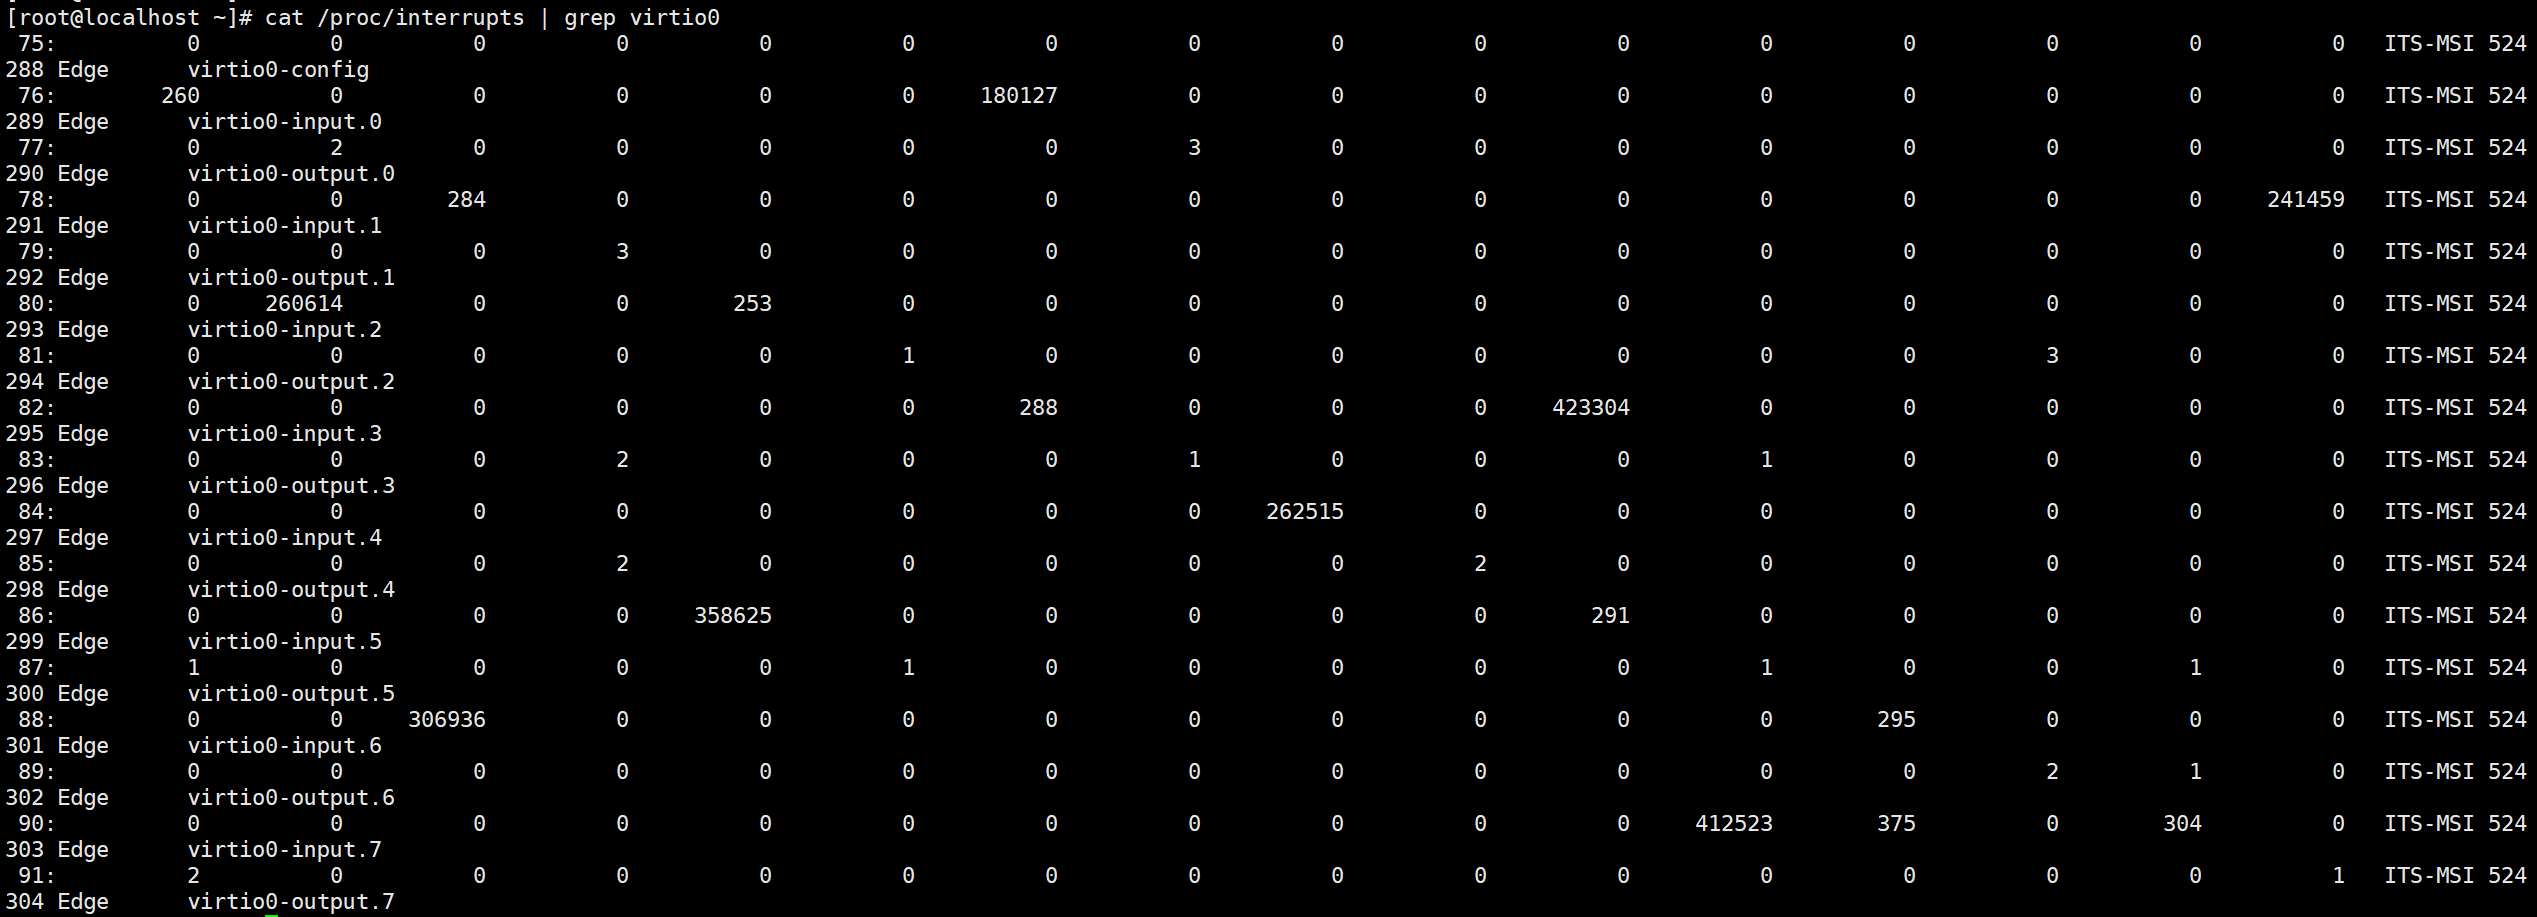 [root@localhost ~]# cat /proc/interrupts | grep virtio0
 75:          0          0          0          0          0          0          0          0          0          0          0          0          0          0          0          0   ITS-MSI 524
288 Edge      virtio0-config
 76:        260          0          0          0          0          0     180127          0          0          0          0          0          0          0          0          0   ITS-MSI 524
289 Edge      virtio0-input.0
 77:          0          2          0          0          0          0          0          3          0          0          0          0          0          0          0          0   ITS-MSI 524
290 Edge      virtio0-output.0
 78:          0          0        284          0          0          0          0          0          0          0          0          0          0          0          0     241459   ITS-MSI 524
291 Edge      virtio0-input.1
 79:          0          0          0          3          0          0          0          0          0          0          0          0          0          0          0          0   ITS-MSI 524
292 Edge      virtio0-output.1
 80:          0     260614          0          0        253          0          0          0          0          0          0          0          0          0          0          0   ITS-MSI 524
293 Edge      virtio0-input.2
 81:          0          0          0          0          0          1          0          0          0          0          0          0          0          3          0          0   ITS-MSI 524
294 Edge      virtio0-output.2
 82:          0          0          0          0          0          0        288          0          0          0     423304          0          0          0          0          0   ITS-MSI 524
295 Edge      virtio0-input.3
 83:          0          0          0          2          0          0          0          1          0          0          0          1          0          0          0          0   ITS-MSI 524
296 Edge      virtio0-output.3
 84:          0          0          0          0          0          0          0          0     262515          0          0          0          0          0          0          0   ITS-MSI 524
297 Edge      virtio0-input.4
 85:          0          0          0          2          0          0          0          0          0          2          0          0          0          0          0          0   ITS-MSI 524
298 Edge      virtio0-output.4
 86:          0          0          0          0     358625          0          0          0          0          0        291          0          0          0          0          0   ITS-MSI 524
299 Edge      virtio0-input.5
 87:          1          0          0          0          0          1          0          0          0          0          0          1          0          0          1          0   ITS-MSI 524
300 Edge      virtio0-output.5
 88:          0          0     306936          0          0          0          0          0          0          0          0          0        295          0          0          0   ITS-MSI 524
301 Edge      virtio0-input.6
 89:          0          0          0          0          0          0          0          0          0          0          0          0          0          2          1          0   ITS-MSI 524
302 Edge      virtio0-output.6
 90:          0          0          0          0          0          0          0          0          0          0          0     412523        375          0        304          0   ITS-MSI 524
303 Edge      virtio0-input.7
 91:          2          0          0          0          0          0          0          0          0          0          0          0          0          0          0          1   ITS-MSI 524
304 Edge      virtio0-output.7